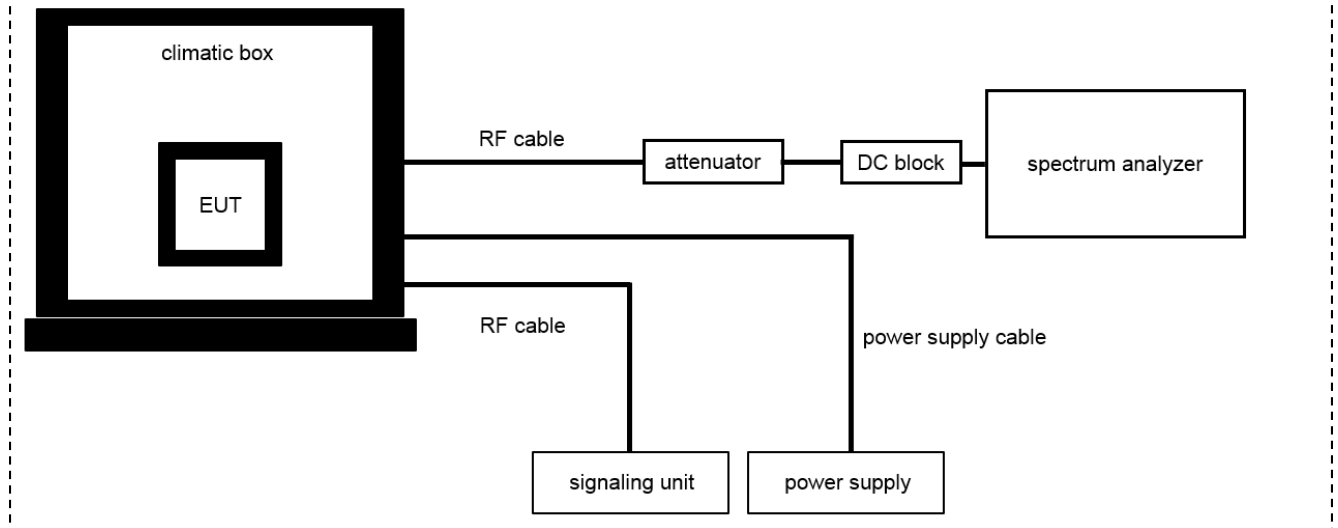 climatic box
RF cable
attenuator
DC block
spectrum analyzer
EUT
RF cable
power supply cable
signaling unit
power supply